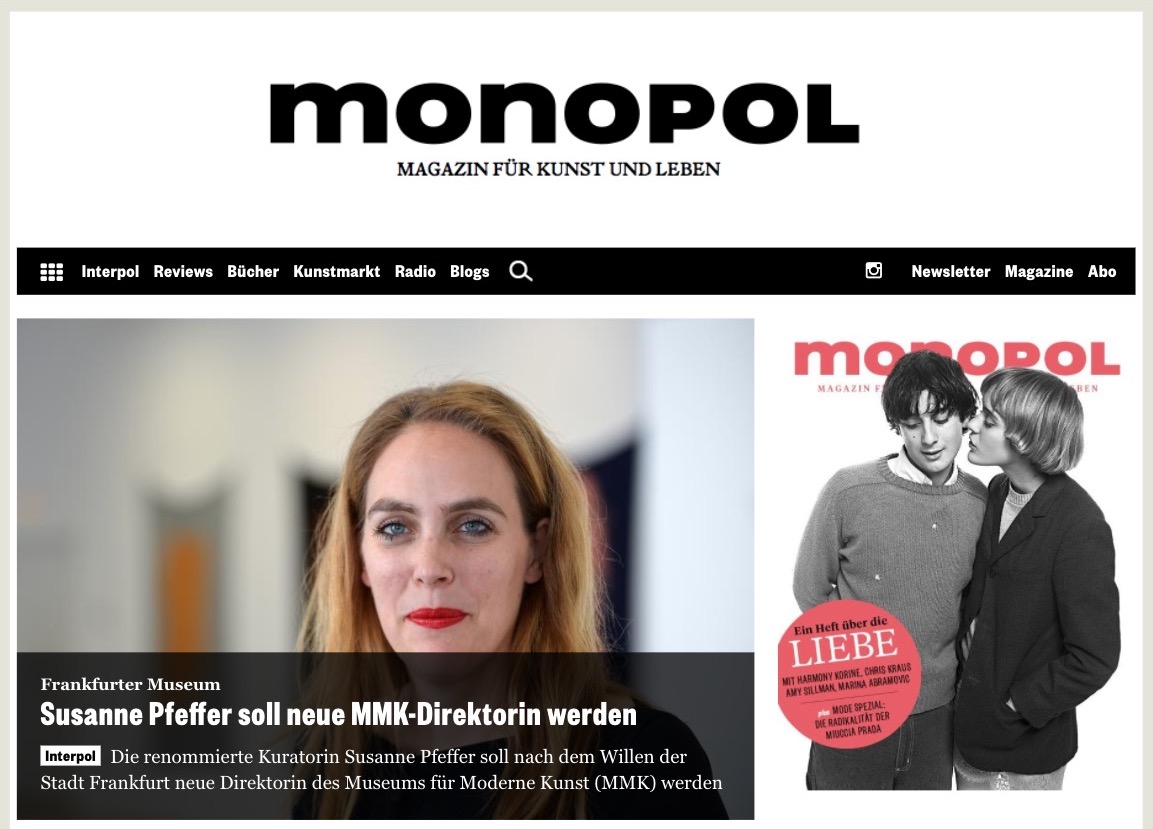 monopol
MAGAZIN FÜR KUNST UND LEBEN
Interpol Reviews Bücher Kunstmarkt Radio Blogs
Newsletter Magazine Abo
Frankfurter Museum
Susanne Pfeffer soll neue MMK-Direktorin werden
Interpol Die renommierte Kuratorin Susanne Pfeffer soll nach dem Willen der
Stadt Frankfurt neue Direktorin des Museums für Moderne Kunst (MMK) werden
monopol
MAGAZIN
Ein Heft über die
LIEBE
MIT HARMONY KORINE, CHRIS KRAUS
AMY SILLMAN, MARINA ABRAMOVIC
plus MODE SPEZIAL:
DIE RADIKALITÄT DER
MIUCCIA PRADA